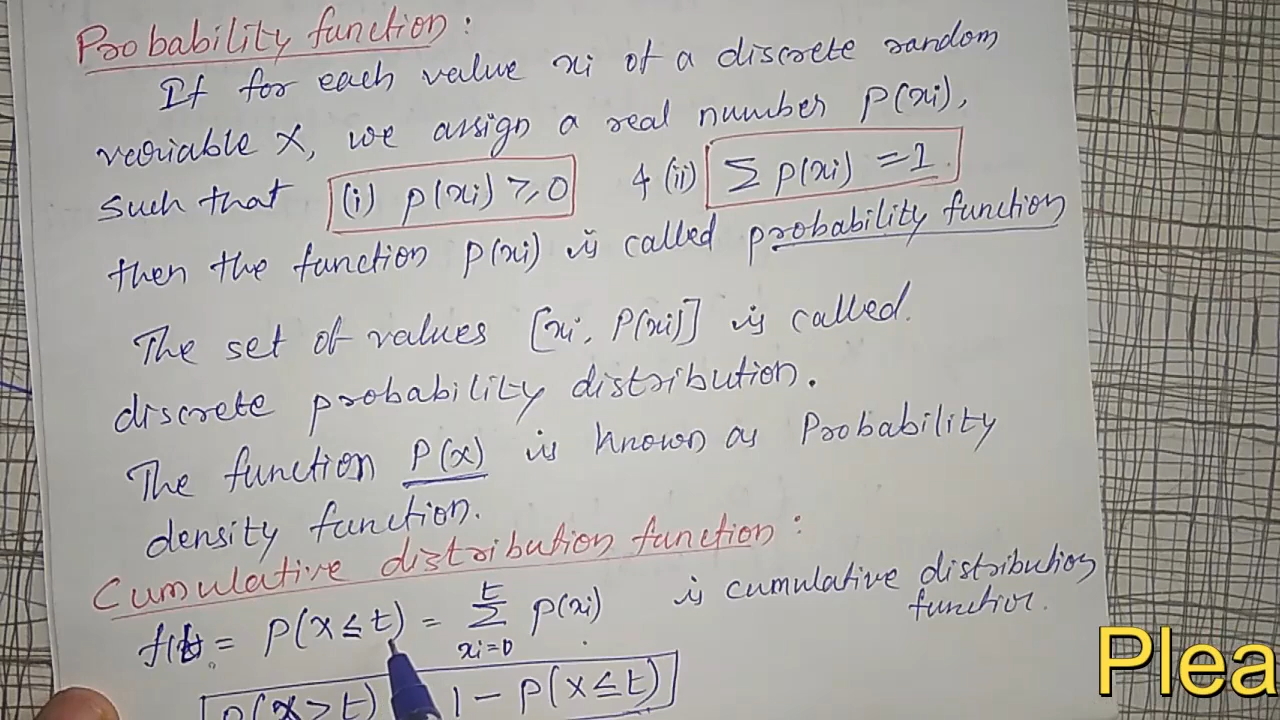 Probability function :
If for each value xi of a discrete random
variable X, we assign a real number P(xi),
such that (i) p(xi) ≥ 0 & (ii) Σ p(xi) = 1
then the function p(xi) is called probability function
The set of values [xi, P(xi)] is called.
discrete probability distribution.
The function P(x) is known as Probability
density function.
Cumulative distribution function :
f(t) = P(x ≤ t) = Σ_{xi=0}^{t} p(xi) is cumulative distribution
function.
P(x > t) 1 - P(x ≤ t)
Plea